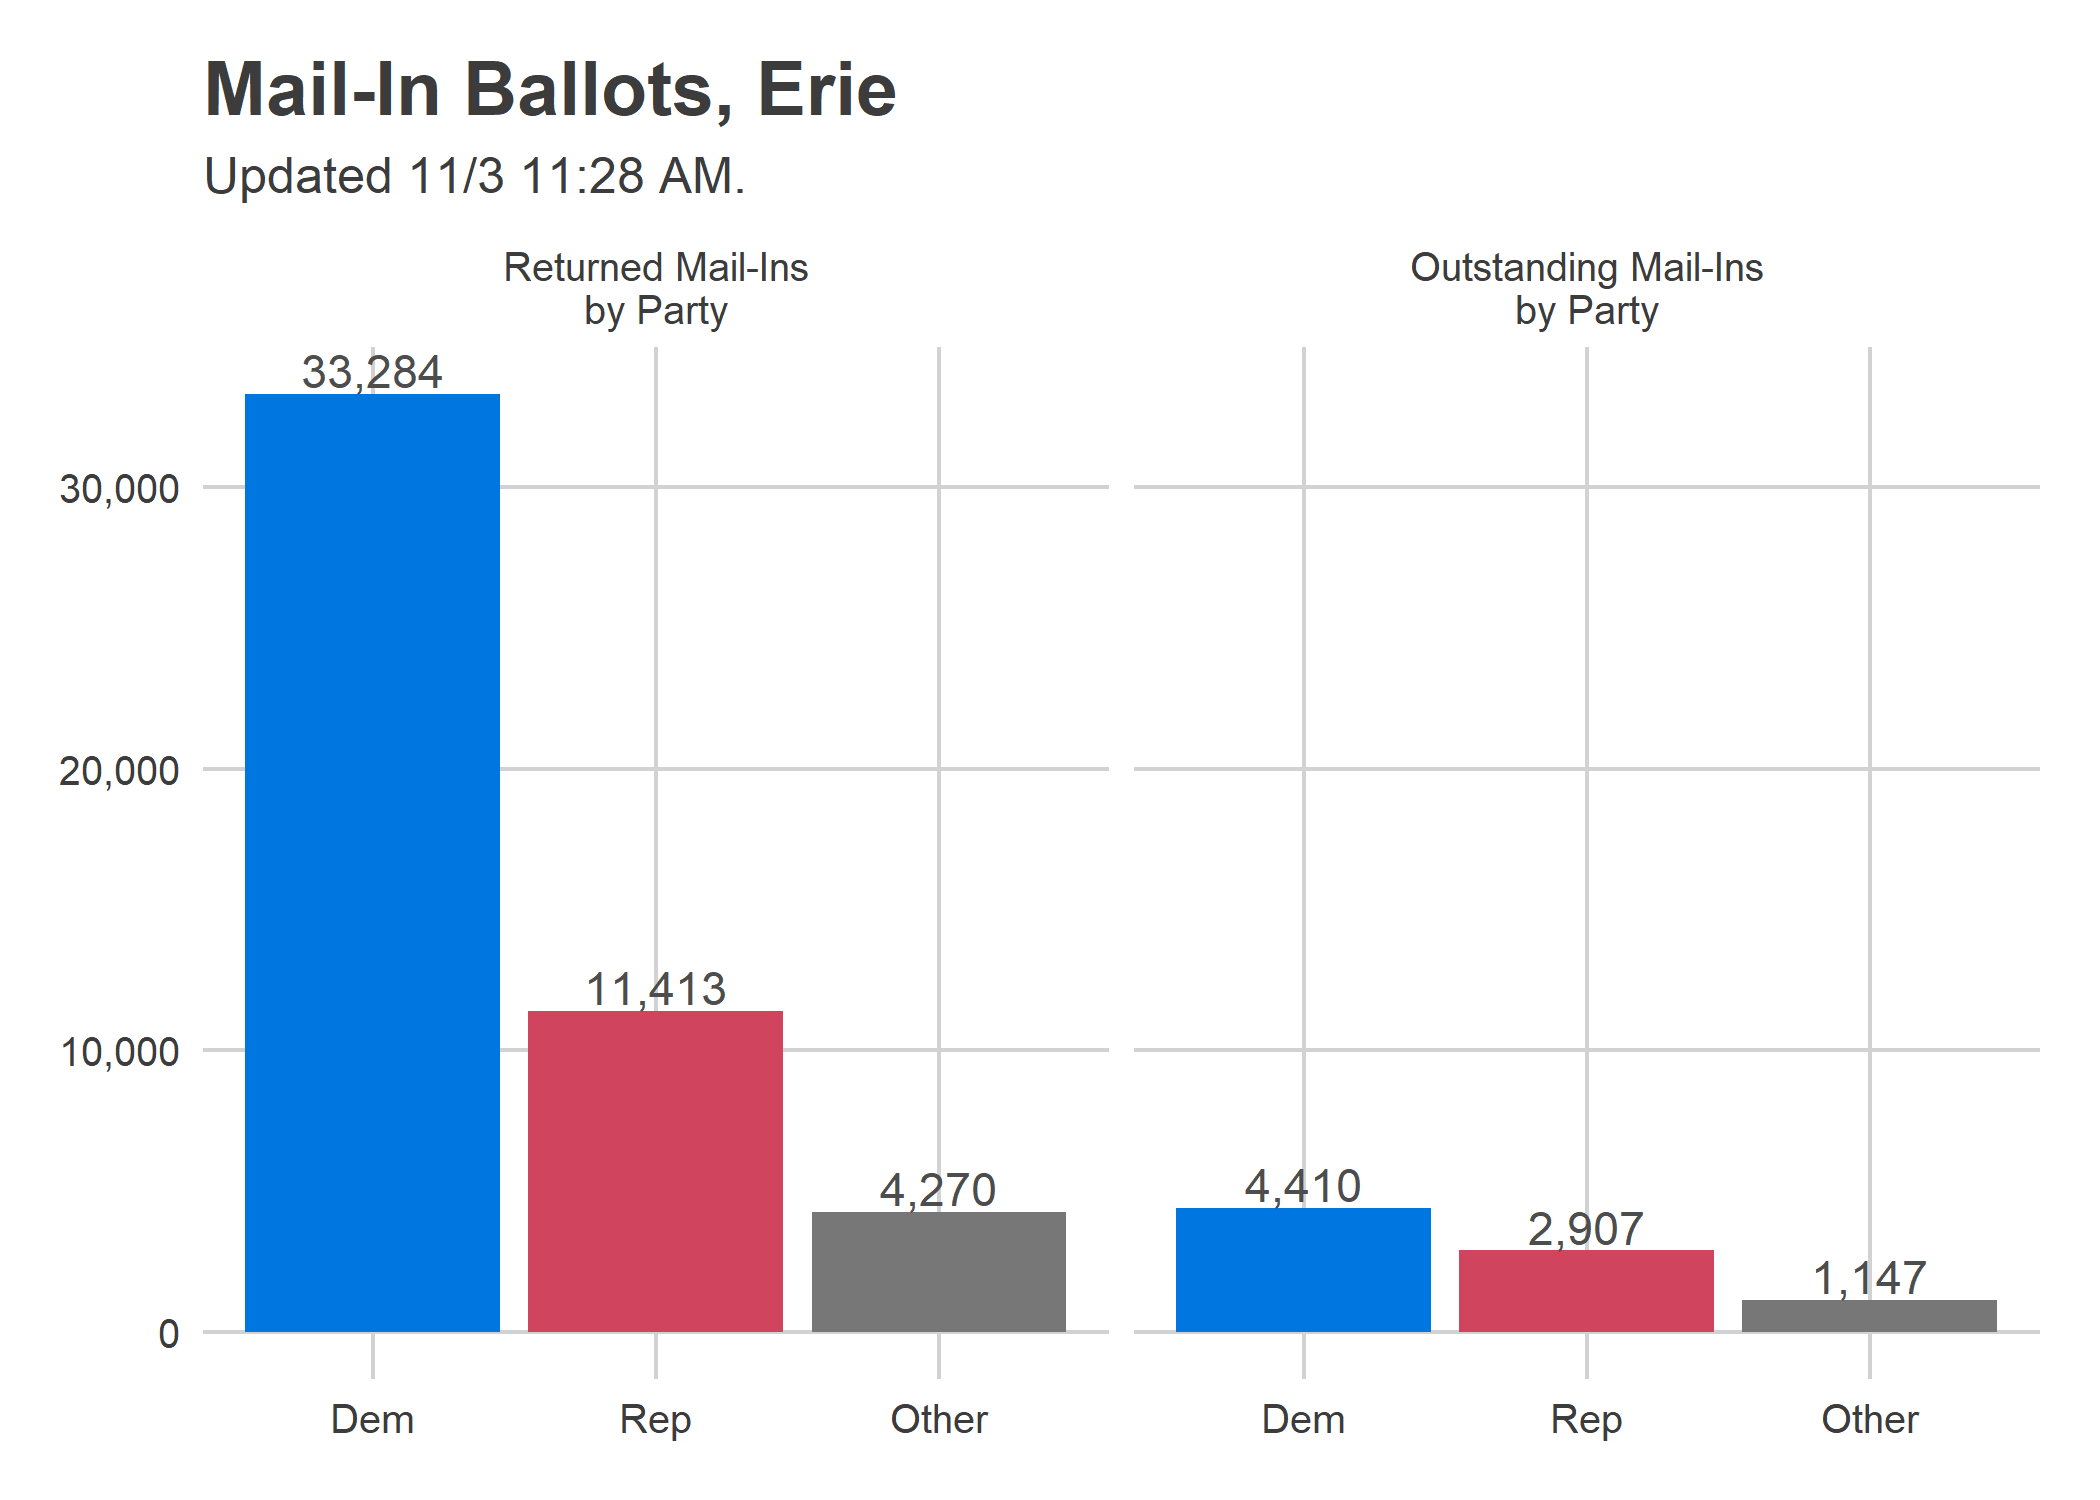 Mail-In Ballots, Erie
Updated 11/3 11:28 AM.
Returned Mail-Ins
by Party
Outstanding Mail-Ins
by Party
33,284
11,413
4,270
4,410
2,907
1,147
30,000
20,000
10,000
0
Dem
Rep
Other
Dem
Rep
Other